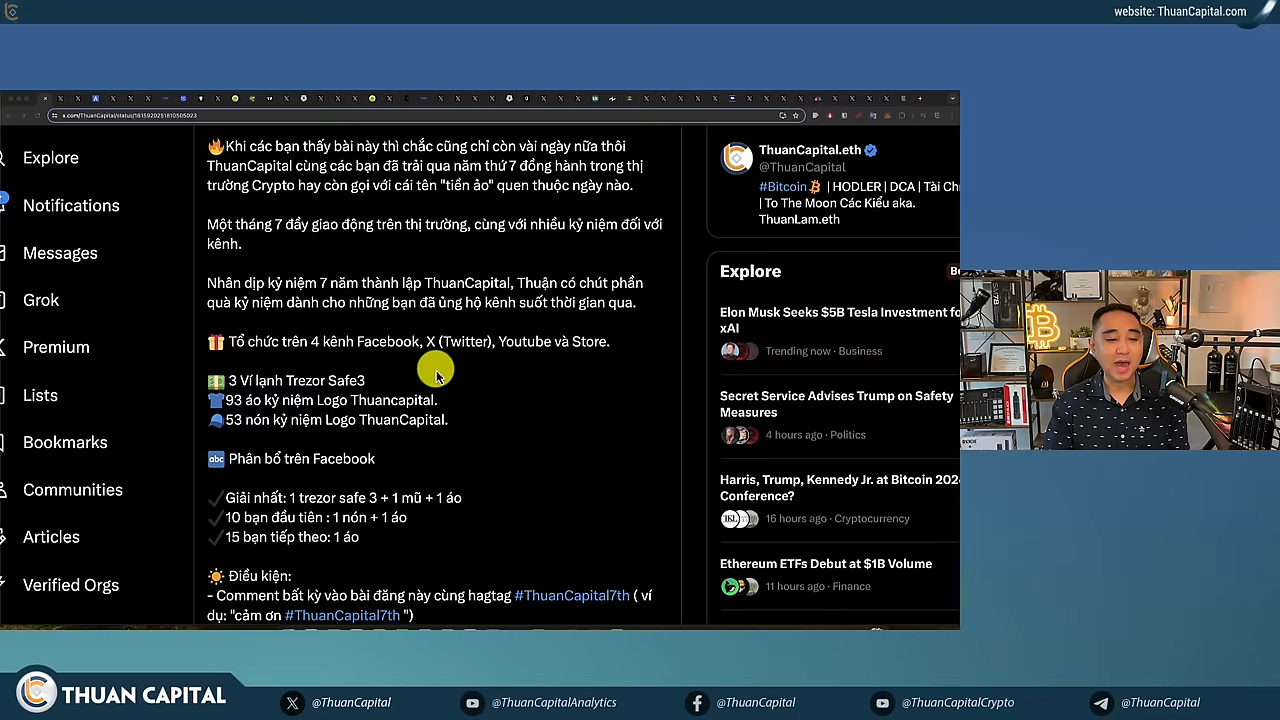 website: ThuanCapital.com
x.com/ThuanCapital/status/1815920251810505023
Explore
Notifications
Messages
Grok
Premium
Lists
Bookmarks
Communities
Articles
Verified Orgs
🔥Khi các bạn thấy bài này thì chắc cũng chỉ còn vài ngày nữa thôi
ThuanCapital cùng các bạn đã trải qua năm thứ 7 đồng hành trong thị
trường Crypto hay còn gọi với cái tên "tiền ảo" quen thuộc ngày nào.
Một tháng 7 đầy giao động trên thị trường, cùng với nhiều kỷ niệm đối với
kênh.
Nhân dịp kỷ niệm 7 năm thành lập ThuanCapital, Thuận có chút phần
quà kỷ niệm dành cho những bạn đã ủng hộ kênh suốt thời gian qua.
🎁 Tổ chức trên 4 kênh Facebook, X (Twitter), Youtube và Store.
💵 3 Ví lạnh Trezor Safe3
👕93 áo kỷ niệm Logo Thuancapital.
🧢53 nón kỷ niệm Logo ThuanCapital.
🔤 Phân bổ trên Facebook
✓Giải nhất: 1 trezor safe 3 + 1 mũ + 1 áo
✓10 bạn đầu tiên : 1 nón + 1 áo
✓15 bạn tiếp theo: 1 áo
☀️ Điều kiện:
- Comment bất kỳ vào bài đăng này cùng hagtag #ThuanCapital7th ( ví
dụ: "cảm ơn #ThuanCapital7th ")
ThuanCapital.eth
@ThuanCapital
#Bitcoin | HODLER | DCA | Tài Ch
| To The Moon Các Kiểu aka.
ThuanLam.eth
Explore
Elon Musk Seeks $5B Tesla Investment fo
xAI
Trending now · Business
Secret Service Advises Trump on Safety
Measures
4 hours ago · Politics
Harris, Trump, Kennedy Jr. at Bitcoin 2024
Conference?
16 hours ago · Cryptocurrency
Ethereum ETFs Debut at $1B Volume
11 hours ago · Finance
THUAN CAPITAL
@ThuanCapital
@ThuanCapitalAnalytics
@ThuanCapital
@ThuanCapitalCrypto
@ThuanCapital